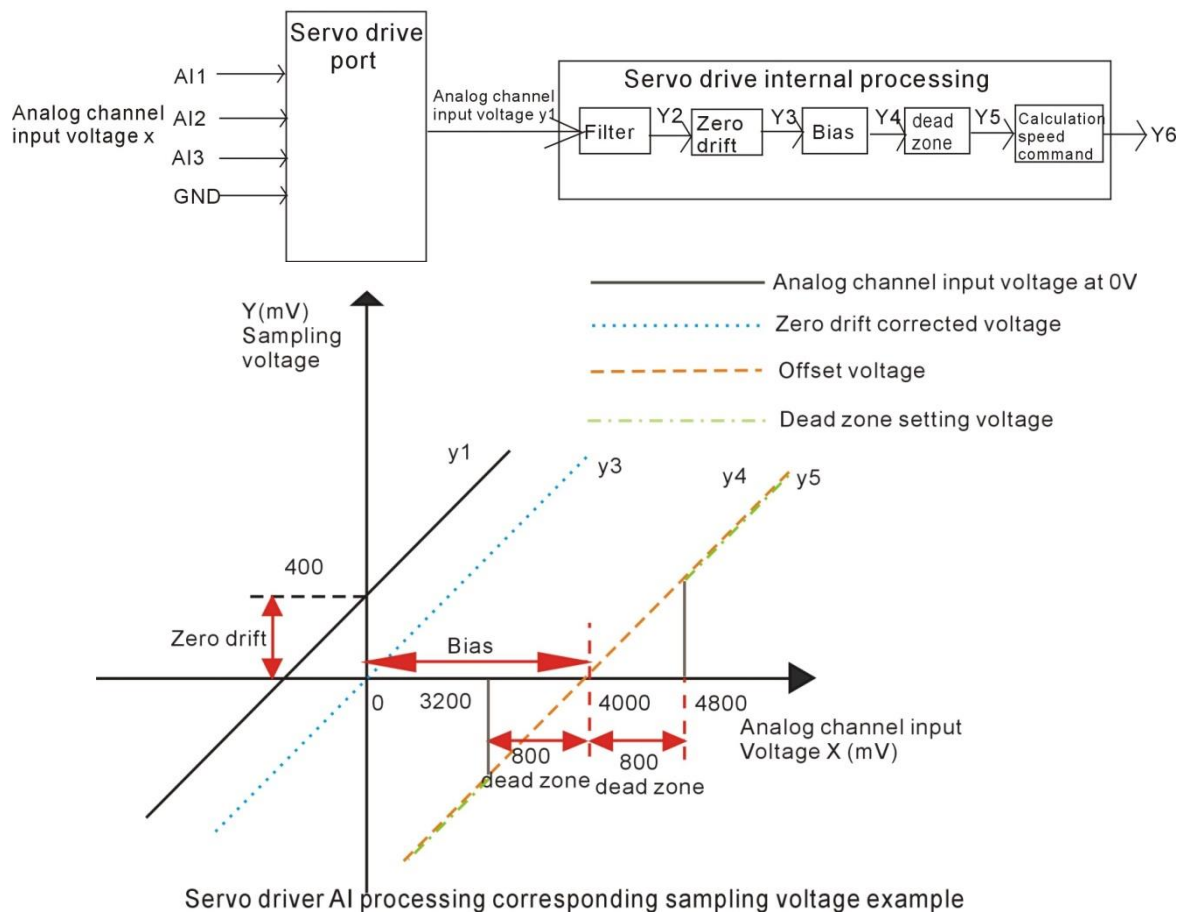 Servo drive
port
AI1
AI2
AI3
GND
Analog channel
input voltage x
Analog channel
input voltage y1
Servo drive internal processing
Filter
Y2
Zero
drift
Y3
Bias
Y4
dead
zone
Y5
Calculation
speed
command
Y6
Y(mV)
Sampling
voltage
Analog channel input voltage at 0V
Zero drift corrected voltage
Offset voltage
Dead zone setting voltage
y1
y3
y4
y5
400
Zero drift
Bias
0
3200
4000
4800
Analog channel input
Voltage X (mV)
800
dead zone
800
dead zone
Servo driver AI processing corresponding sampling voltage example